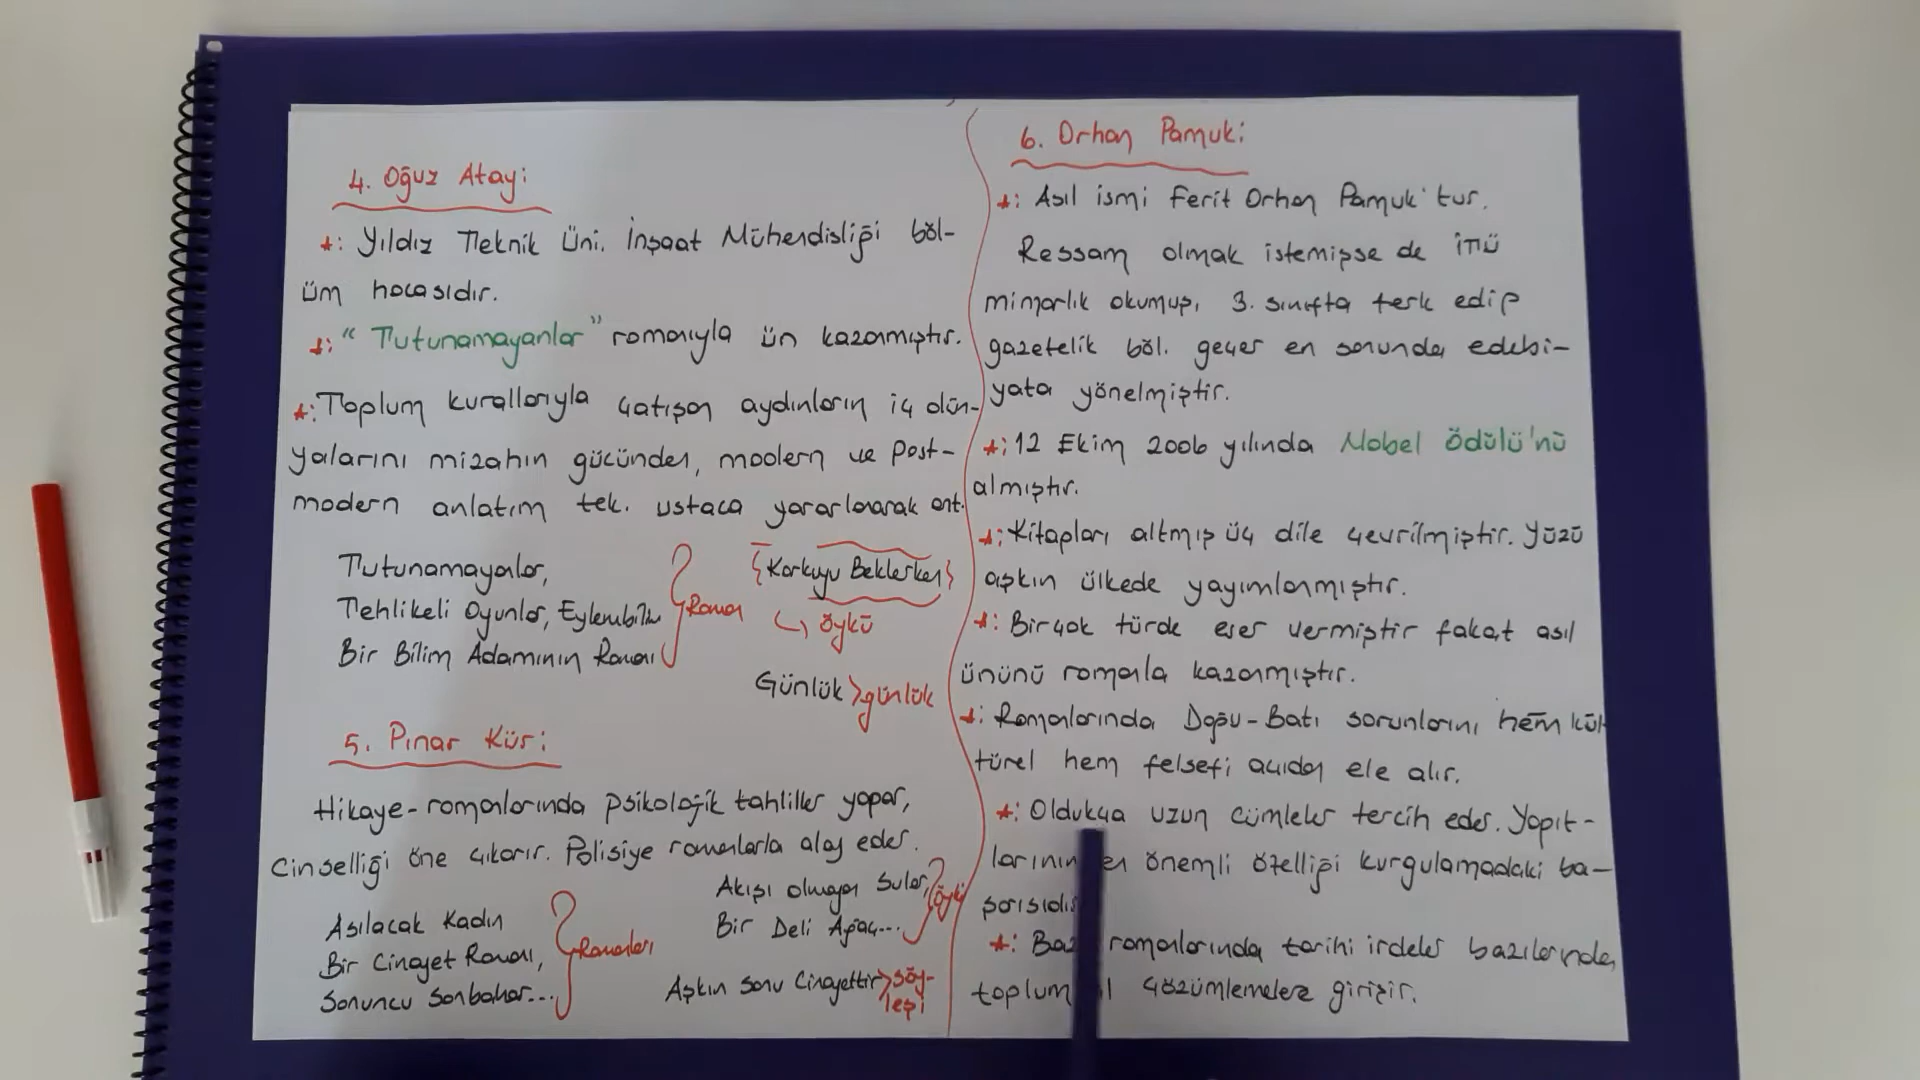 4. Oğuz Atay:
*: Yıldız Teknik Üni. İnşaat Mühendisliği böl-
üm hocasıdır.
*: "Tutunamayanlar" romanıyla ün kazanmıştır.
*: Toplum kurallarıyla çatışan aydınların iç dün-
yalarını mizahın gücünden, modern ve Post-
modern anlatım tek. ustaca yararlanarak ant.
Tutunamayanlar,
Tehlikeli Oyunlar, Eylembilim
Bir Bilim Adamının Romanı
Roman
{Korkuyu Beklerken}
öykü
Günlük > günlük
5. Pınar Kür:
Hikaye-romanlarında psikolojik tahliller yapar,
cinselliği öne çıkarır. Polisiye romanlarla alay eder.
Asılacak Kadın
Bir Cinayet Romanı,
Sonuncu Sonbahar...
Romanları
Akışı olmayan Sular,
Bir Deli Ağaç...
öykü
Aşkın Sonu Cinayettir > söy-
leşi
6. Orhan Pamuk:
*: Asıl ismi Ferit Orhan Pamuk'tur.
Ressam olmak istemişse de İTÜ
mimarlık okumuş, 3. sınıfta terk edip
gazetelik böl. geçer en sonunda edebi-
yata yönelmiştir.
*: 12 Ekim 2006 yılında Nobel Ödülü'nü
almıştır.
*: Kitapları altmış üç dile çevrilmiştir. Yüzü
aşkın ülkede yayımlanmıştır.
*: Birçok türde eser vermiştir fakat asıl
ününü romanla kazanmıştır.
*: Romanlarında Doğu-Batı sorunlarını hem kül-
türel hem felsefi açıdan ele alır.
*: Oldukça uzun cümleler tercih eder. Yapıt-
larının en önemli özelliği kurgulamadaki ba-
şarısıdır
*: Bazı romanlarında tarihi irdeler bazılarında
çözümlemelere girişir.